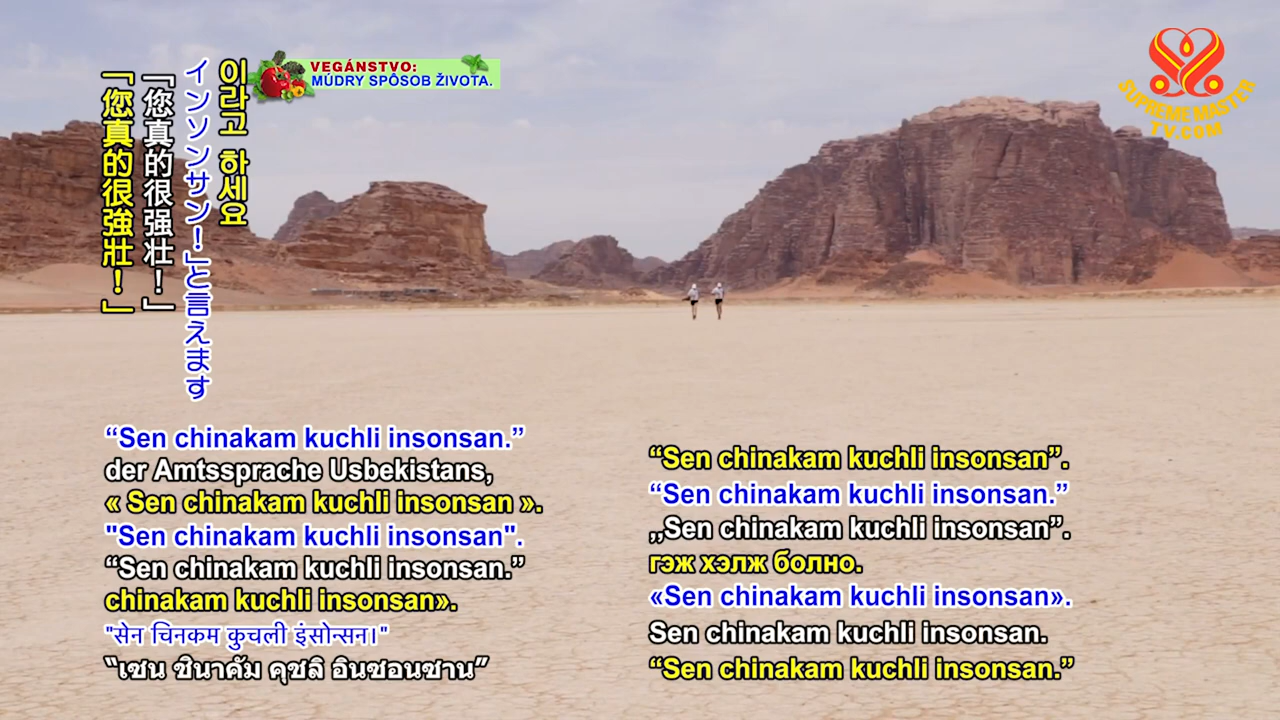 이라고 하세요
インソンサン！」と言えます
「您真的很强壮！」
「您真的很強壯！」
VEGÁNSTVO:
MÚDRY SPÔSOB ŽIVOTA.
SUPREME MASTER
TV.COM
“Sen chinakam kuchli insonsan.”
der Amtssprache Usbekistans,
« Sen chinakam kuchli insonsan ».
"Sen chinakam kuchli insonsan".
“Sen chinakam kuchli insonsan.”
chinakam kuchli insonsan».
"सेन चिनकम कुचली इंसोन्सन।"
“เซน ชินาคัม คุชลิ อินซอนซาน”
“Sen chinakam kuchli insonsan”.
“Sen chinakam kuchli insonsan.”
„Sen chinakam kuchli insonsan”.
гэж хэлж болно.
«Sen chinakam kuchli insonsan».
Sen chinakam kuchli insonsan.
“Sen chinakam kuchli insonsan.”